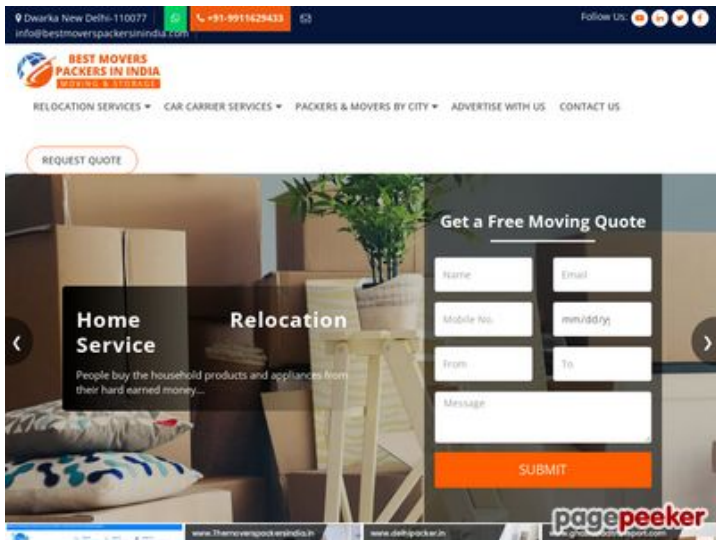 Dwarka New Delhi-110077
+91-9911629433
Follow Us:
info@bestmoverspackersinindia.com
BEST MOVERS
PACKERS IN INDIA
MOVING & STORAGE
RELOCATION SERVICES CAR CARRIER SERVICES PACKERS & MOVERS BY CITY ADVERTISE WITH US CONTACT US
REQUEST QUOTE
Home Relocation
Service
People buy the household products and appliances from
their hard earned money...
Get a Free Moving Quote
Name Email
Mobile No. mm/dd/y
From To
Message
SUBMIT
pagepeeker
www.Themoverspackersindia.in www.delhipacker.in